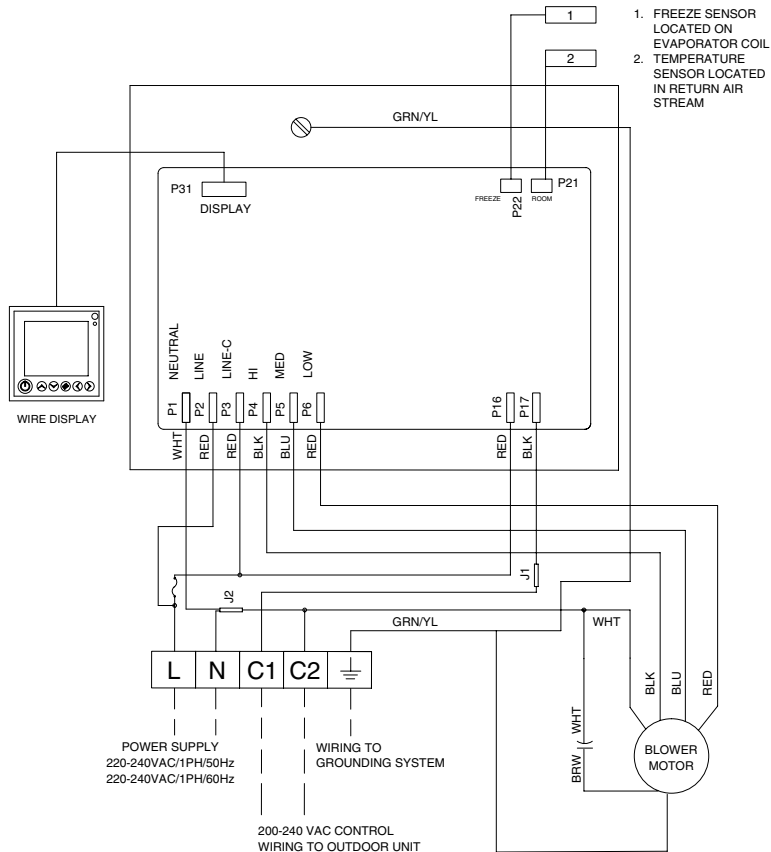 1
2
1. FREEZE SENSOR
LOCATED ON
EVAPORATOR COIL
2. TEMPERATURE
SENSOR LOCATED
IN RETURN AIR
STREAM
GRN/YL
P31
DISPLAY
FREEZE
P22
ROOM
P21
WIRE DISPLAY
NEUTRAL
LINE
LINE-C
HI
MED
LOW
P1
P2
P3
P4
P5
P6
P16
P17
WHT
RED
RED
BLK
BLU
RED
RED
BLK
J1
J2
GRN/YL
WHT
L N C1 C2
BLK
BLU
RED
WHT
BRW
BLOWER
MOTOR
POWER SUPPLY
220-240VAC/1PH/50Hz
220-240VAC/1PH/60Hz
WIRING TO
GROUNDING SYSTEM
200-240 VAC CONTROL
WIRING TO OUTDOOR UNIT